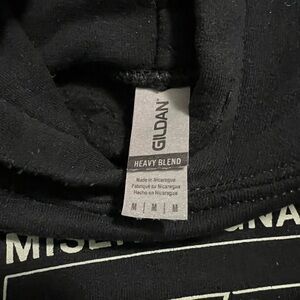 GILDAN
HEAVY BLEND
Made in Nicaragua
Fabriqué au Nicaragua
Hecho en Nicaragua
M | M | M